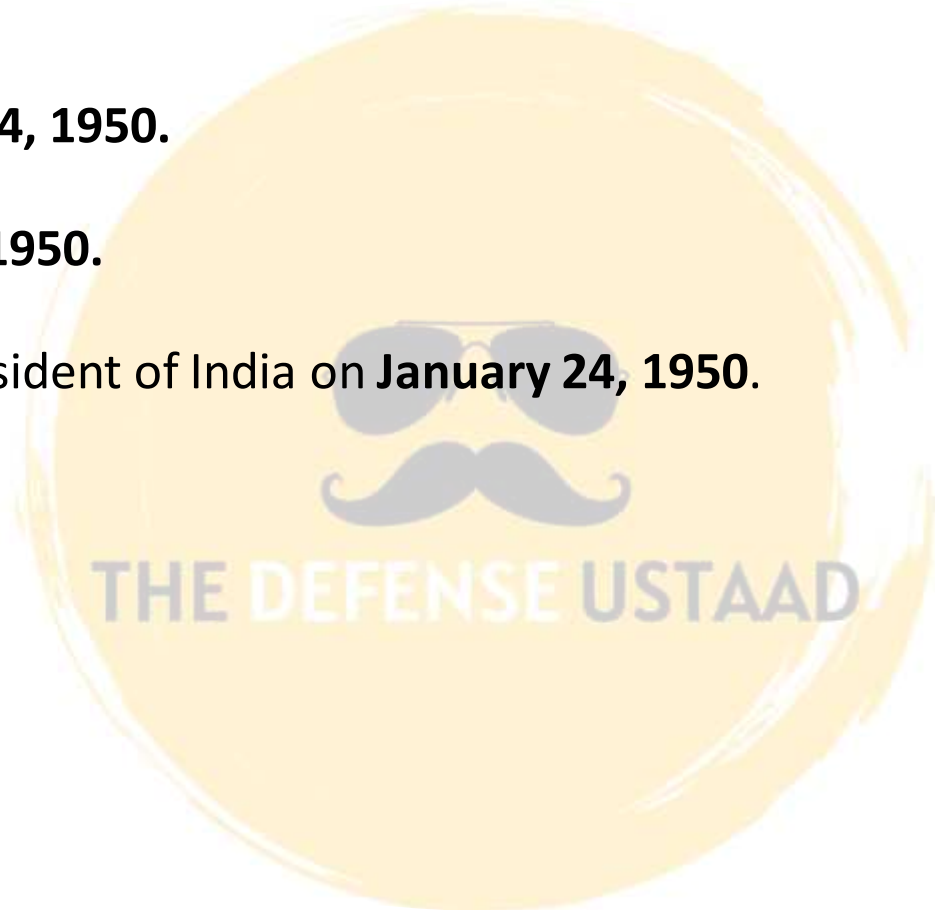 4, 1950.
1950.
sident of India on January 24, 1950.
THE DEFENSE USTAAD